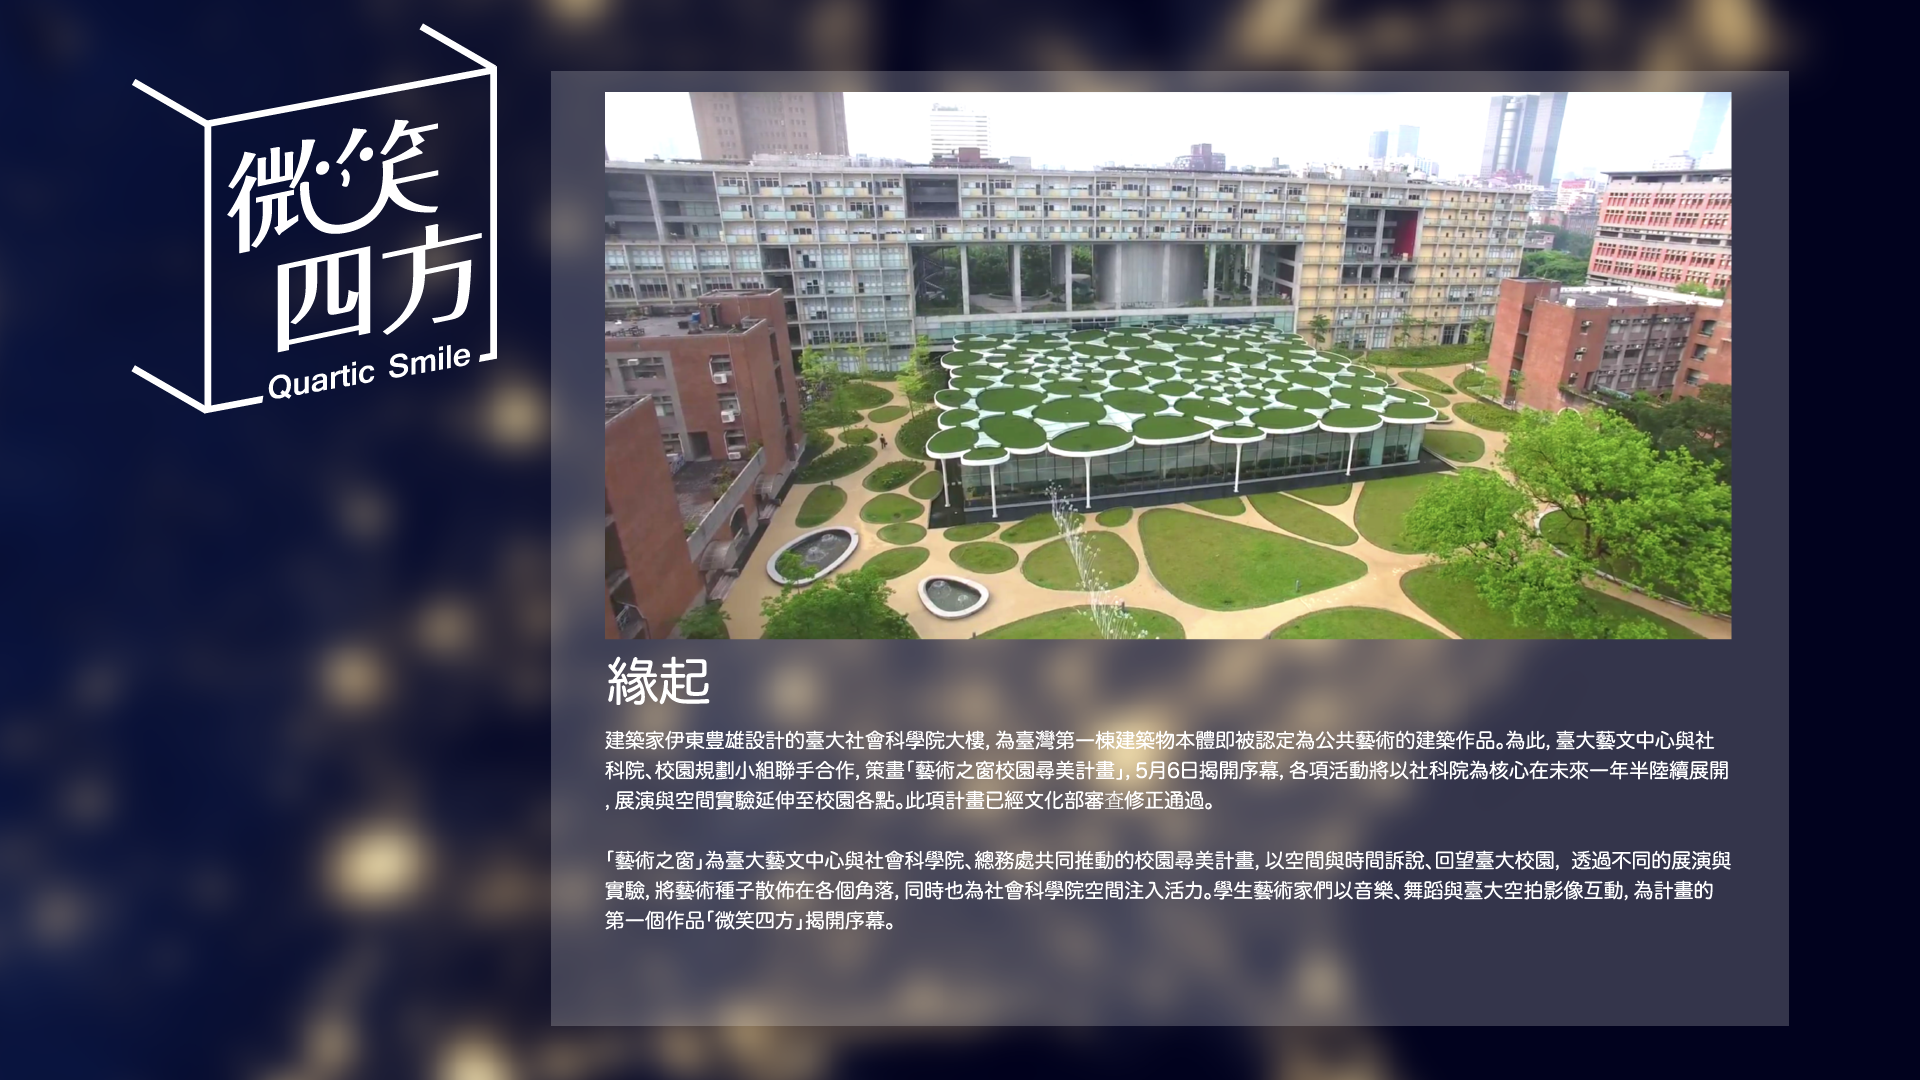 微笑
四方
Quartic Smile
緣起
建築家伊東豊雄設計的臺大社會科學院大樓, 為臺灣第一棟建築物本體即被認定為公共藝術的建築作品。為此, 臺大藝文中心與社
科院、校園規劃小組聯手合作, 策畫「藝術之窗校園尋美計畫」, 5月6日揭開序幕, 各項活動將以社科院為核心在未來一年半陸續展開
, 展演與空間實驗延伸至校園各點。此項計畫已經文化部審查修正通過。
「藝術之窗」為臺大藝文中心與社會科學院、總務處共同推動的校園尋美計畫, 以空間與時間訴說、回望臺大校園, 透過不同的展演與
實驗, 將藝術種子散佈在各個角落, 同時也為社會科學院空間注入活力。學生藝術家們以音樂、舞蹈與臺大空拍影像互動, 為計畫的
第一個作品「微笑四方」揭開序幕。